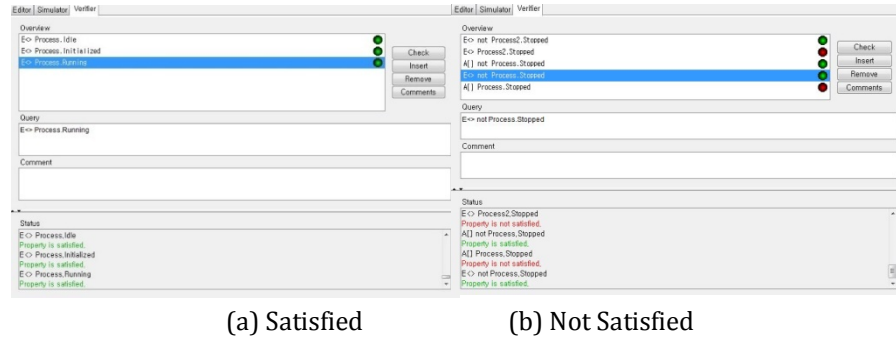 Editor Simulator Verifier
Overview
E<> Process.Idle
E<> Process.Initialized
E<> Process.Running
Check
Insert
Remove
Comments
Query
E<> Process.Running
Comment
Status
E<> Process.Idle
Property is satisfied.
E<> Process.Initialized
Property is satisfied.
E<> Process.Running
Property is satisfied.
(a) Satisfied
Editor Simulator Verifier
Overview
E<> not Process2.Stopped
E<> Process2.Stopped
A[] not Process.Stopped
E<> not Process.Stopped
A[] Process.Stopped
Check
Insert
Remove
Comments
Query
E<> not Process.Stopped
Comment
Status
E<> Process2.Stopped
Property is not satisfied.
A[] not Process.Stopped
Property is satisfied.
A[] Process.Stopped
Property is not satisfied.
E<> not Process.Stopped
Property is satisfied.
(b) Not Satisfied